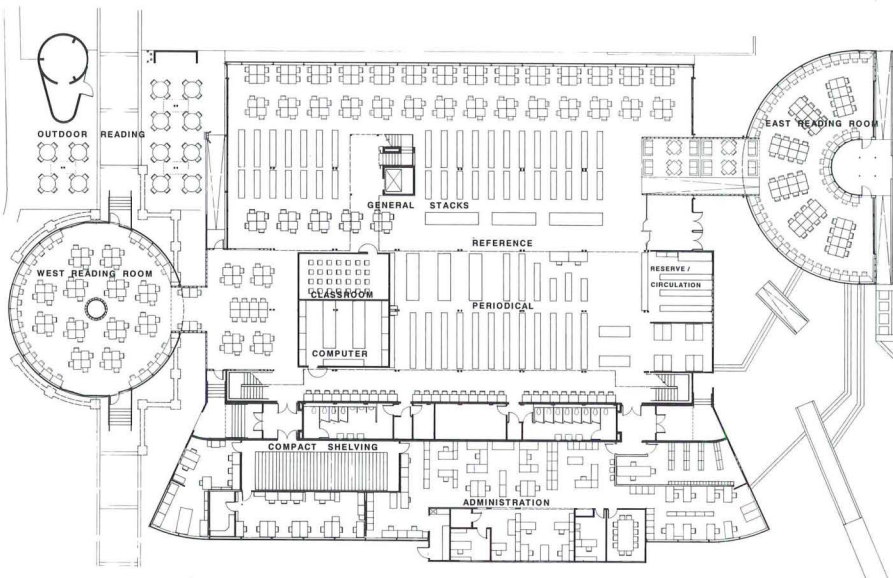 EAST READING ROOM
OUTDOOR READING
GENERAL STACKS
REFERENCE
WEST READING ROOM
RESERVE /
CIRCULATION
CLASSROOM
PERIODICAL
COMPUTER
COMPACT SHELVING
ADMINISTRATION